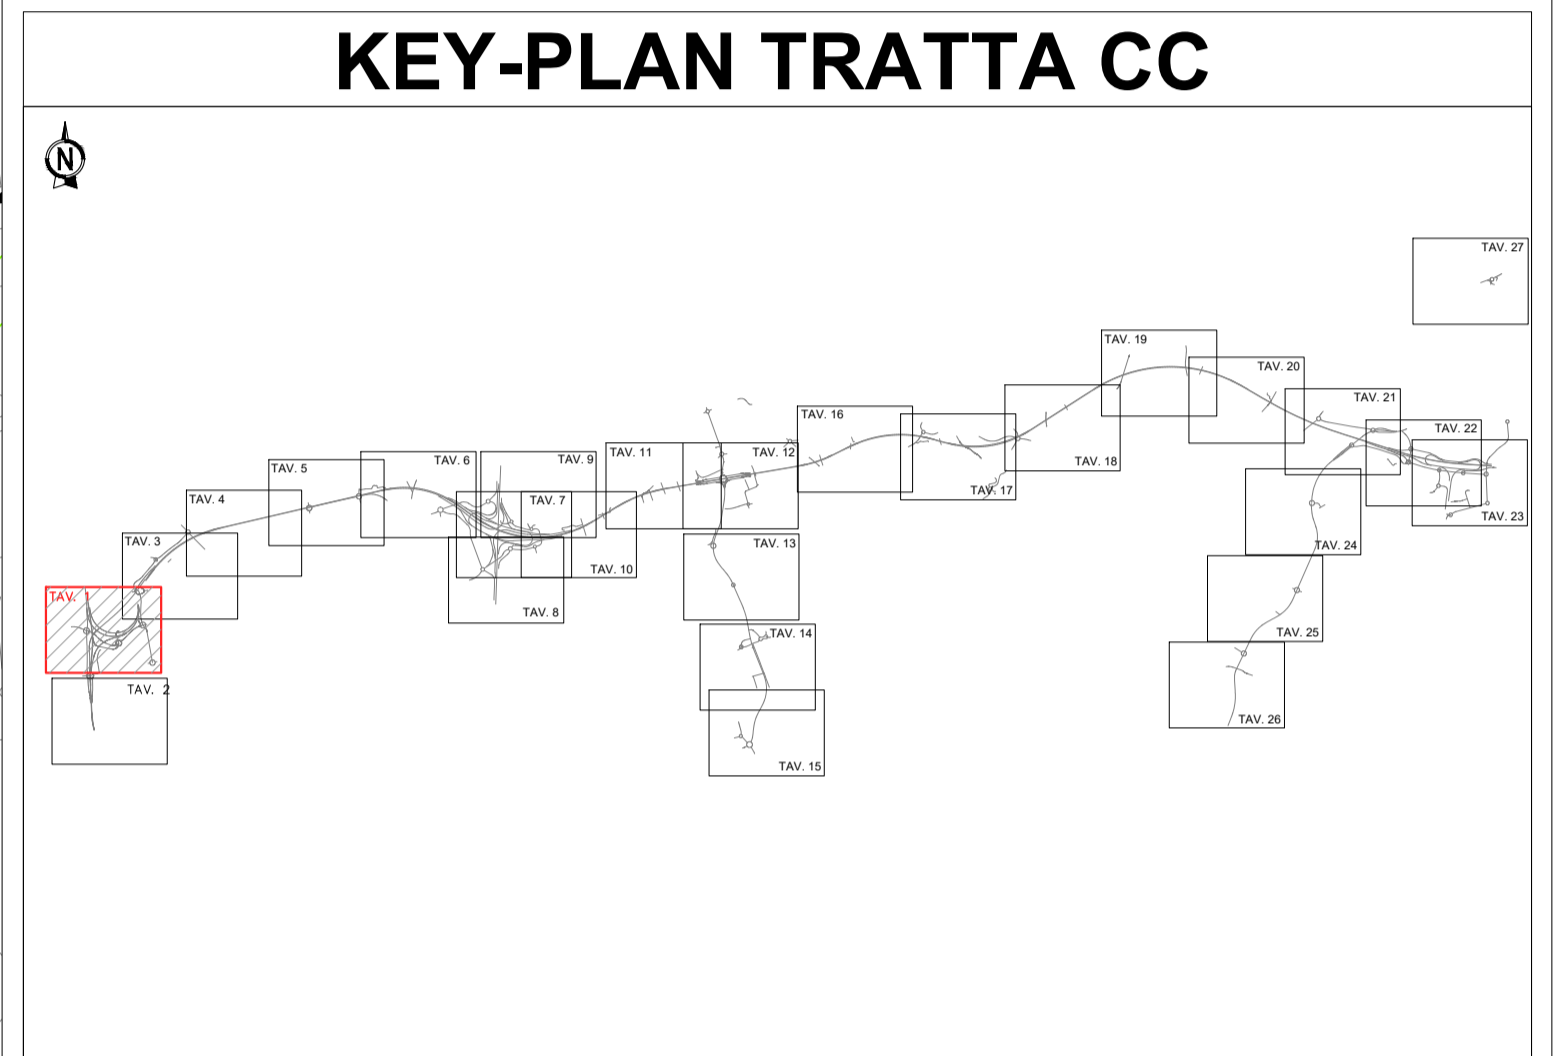 KEY-PLAN TRATTA CC
N
TAV. 27
TAV. 19
TAV. 20
TAV. 21
TAV. 16
TAV. 22
TAV. 11
TAV. 12
TAV. 6
TAV. 9
TAV. 18
TAV. 5
TAV. 17
TAV. 4
TAV. 7
TAV. 23
TAV. 3
TAV. 13
TAV. 24
TAV. 10
TAV. 1
TAV. 8
TAV. 14
TAV. 25
TAV. 2
TAV. 26
TAV. 15